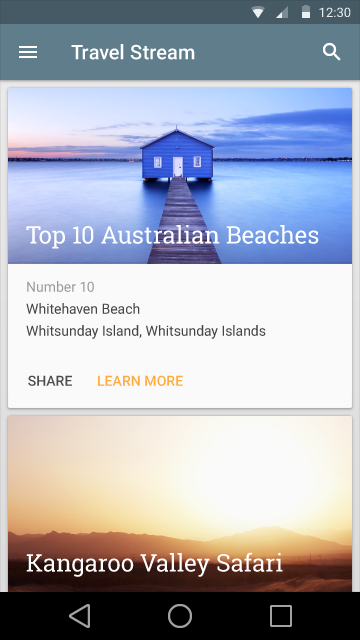 12:30
Travel Stream
Top 10 Australian Beaches
Number 10
Whitehaven Beach
Whitsunday Island, Whitsunday Islands
SHARE LEARN MORE
Kangaroo Valley Safari